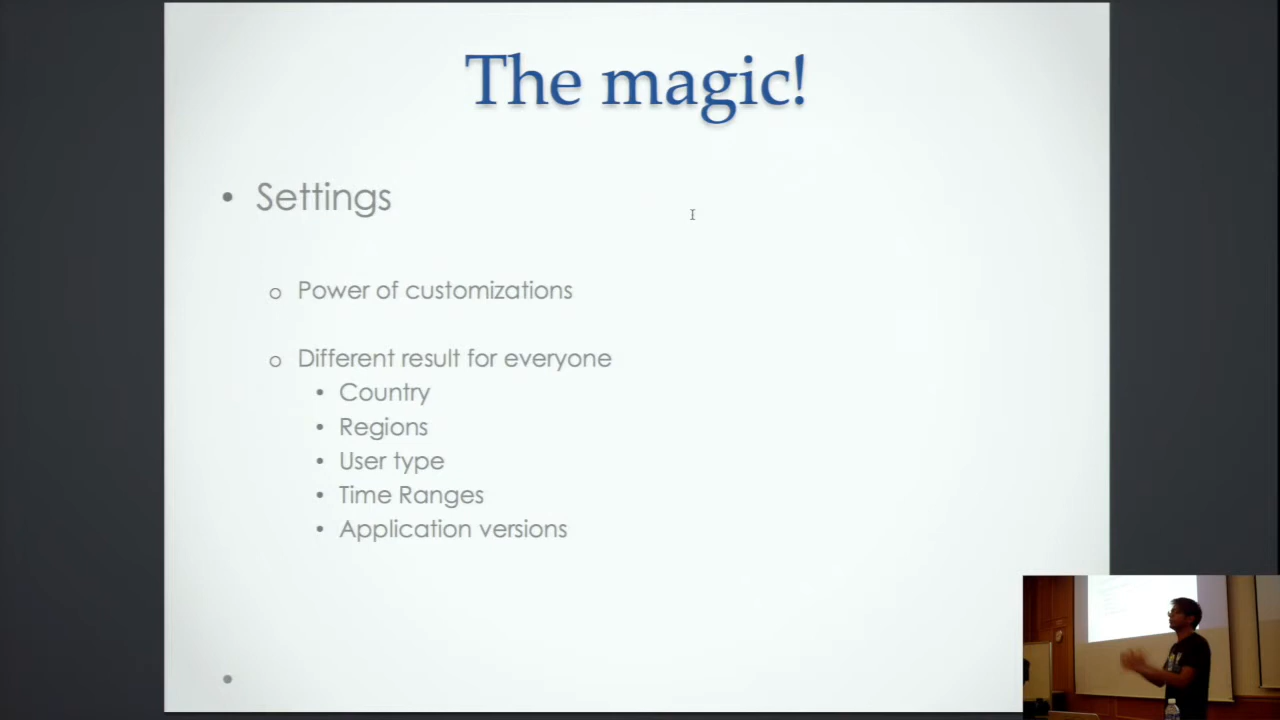 The magic!
• Settings
o Power of customizations
o Different result for everyone
• Country
• Regions
• User type
• Time Ranges
• Application versions
•